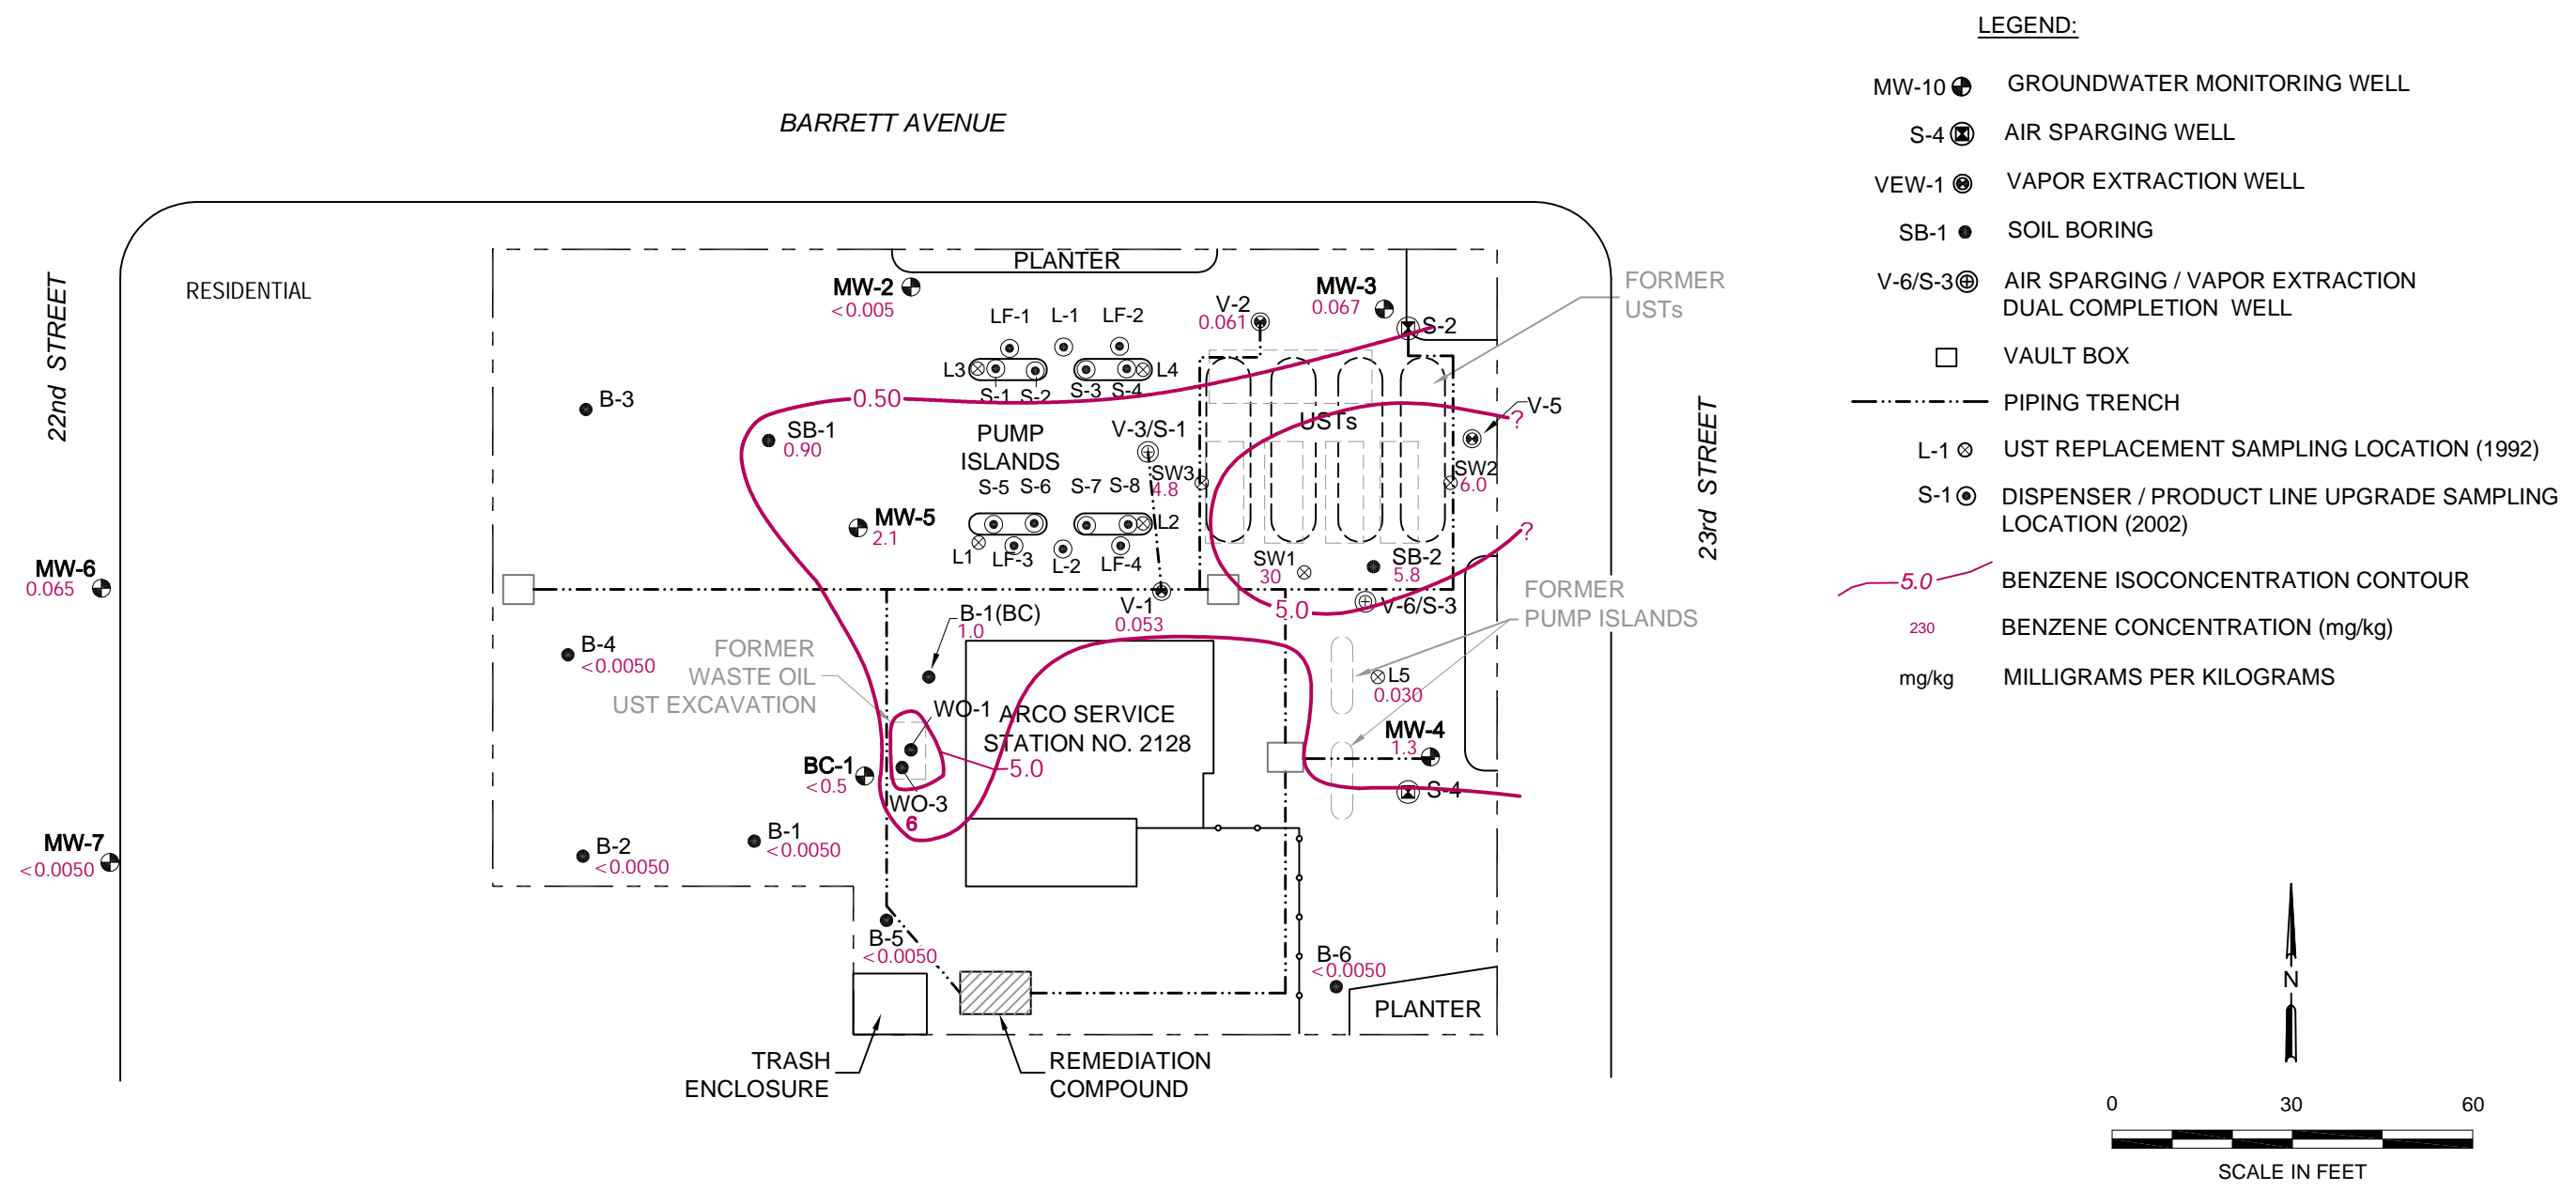 LEGEND:
MW-10 GROUNDWATER MONITORING WELL
S-4 AIR SPARGING WELL
VEW-1 VAPOR EXTRACTION WELL
SB-1 SOIL BORING
V-6/S-3 AIR SPARGING / VAPOR EXTRACTION
DUAL COMPLETION WELL
VAULT BOX
PIPING TRENCH
L-1 UST REPLACEMENT SAMPLING LOCATION (1992)
S-1 DISPENSER / PRODUCT LINE UPGRADE SAMPLING
LOCATION (2002)
5.0 BENZENE ISOCONCENTRATION CONTOUR
230 BENZENE CONCENTRATION (mg/kg)
mg/kg MILLIGRAMS PER KILOGRAMS
BARRETT AVENUE
22nd STREET
23rd STREET
RESIDENTIAL
PLANTER
MW-2
<0.005
MW-3
0.067
V-2
0.061
S-2
FORMER
USTs
LF-1
L-1
LF-2
L3
L4
S-1
S-2
S-3
S-4
0.50
B-3
SB-1
0.90
PUMP
ISLANDS
V-3/S-1
USTs
?
V-5
SW3
4.8
SW2
6.0
S-5
S-6
S-7
S-8
MW-5
2.1
L2
L1
LF-3
L-2
LF-4
SW1
30
SB-2
5.8
?
MW-6
0.065
V-1
0.053
5.0
V-6/S-3
FORMER
PUMP ISLANDS
B-1(BC)
1.0
B-4
<0.0050
FORMER
WASTE OIL
UST EXCAVATION
L5
0.030
WO-1
ARCO SERVICE
STATION NO. 2128
MW-4
1.3
BC-1
<0.5
5.0
S-4
WO-3
6
MW-7
<0.0050
B-2
<0.0050
B-1
<0.0050
B-5
<0.0050
B-6
<0.0050
PLANTER
TRASH
ENCLOSURE
REMEDIATION
COMPOUND
N
0 30 60
SCALE IN FEET